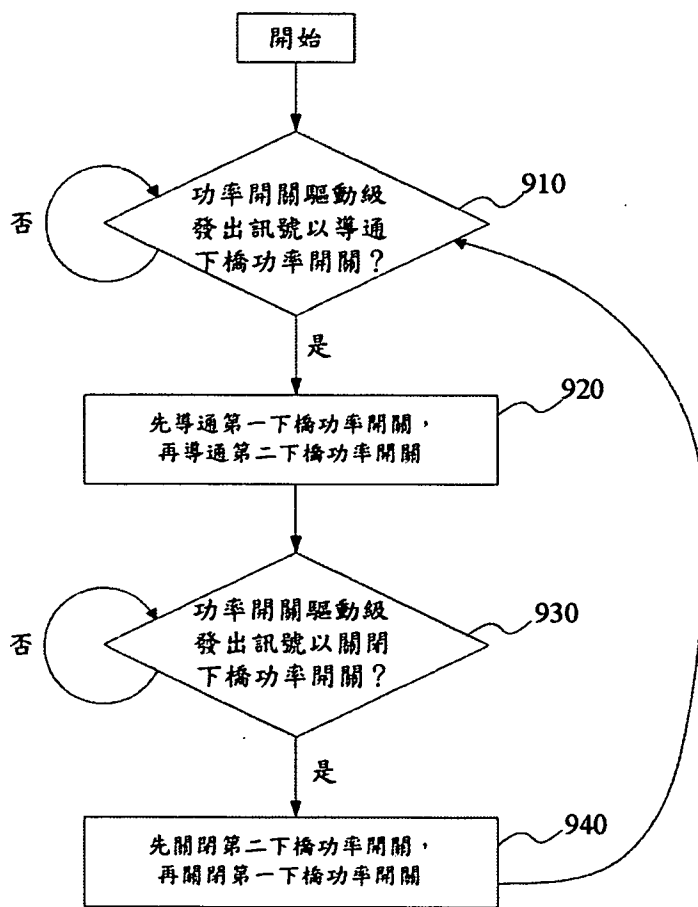 開始
功率開關驅動級
發出訊號以導通
下橋功率開關？
910
否
是
920
先導通第一下橋功率開關，
再導通第二下橋功率開關
功率開關驅動級
發出訊號以關閉
下橋功率開關？
930
否
是
940
先關閉第二下橋功率開關，
再關閉第一下橋功率開關